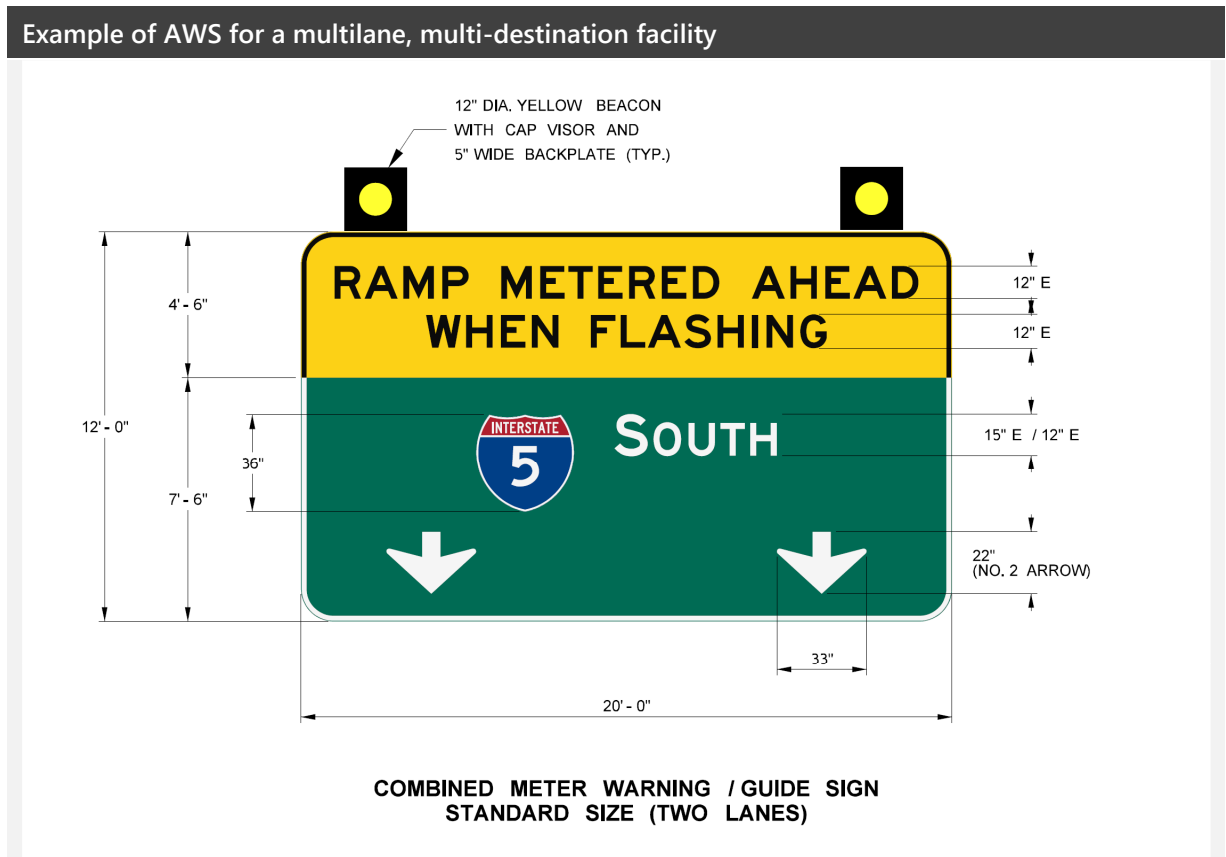 Example of AWS for a multilane, multi-destination facility
12" DIA. YELLOW BEACON
WITH CAP VISOR AND
5" WIDE BACKPLATE (TYP.)
RAMP METERED AHEAD
WHEN FLASHING
12" E
12" E
4'-6"
12'-0"
7'-6"
36"
INTERSTATE
5
SOUTH
15" E / 12" E
22"
(NO. 2 ARROW)
33"
20'-0"
COMBINED METER WARNING / GUIDE SIGN
STANDARD SIZE (TWO LANES)